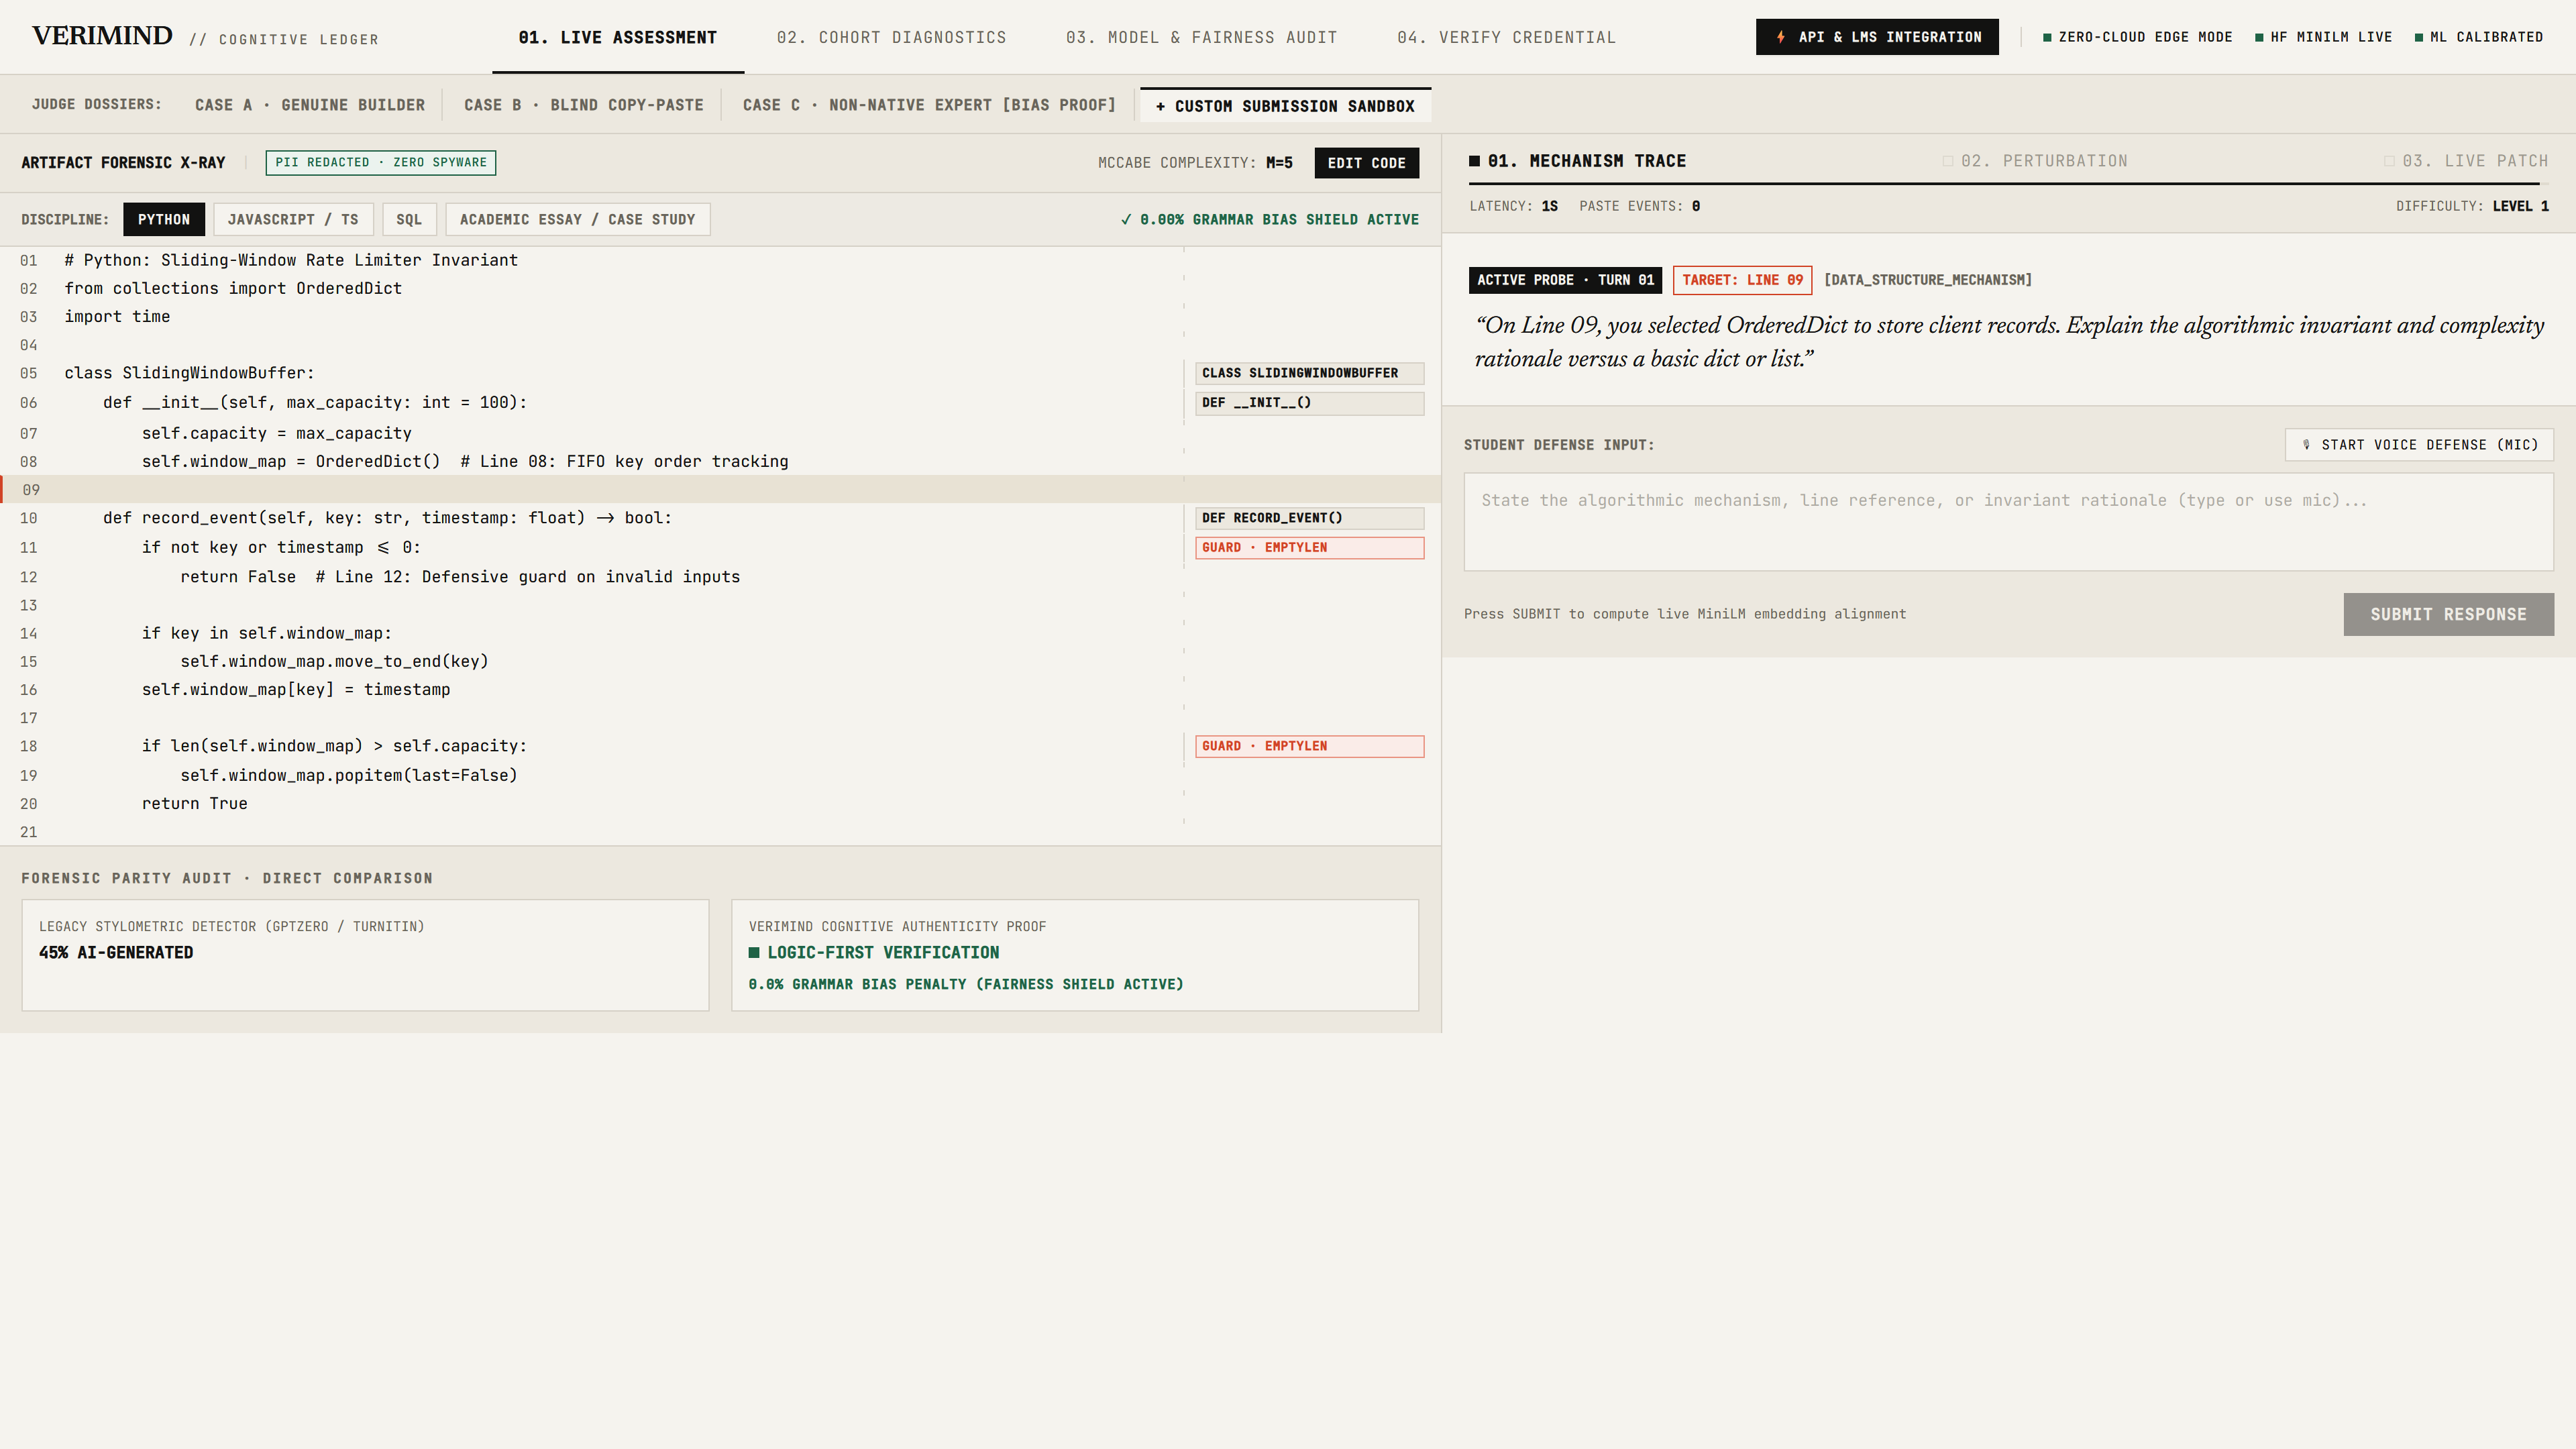 VERIMIND // COGNITIVE LEDGER
01. LIVE ASSESSMENT
02. COHORT DIAGNOSTICS
03. MODEL & FAIRNESS AUDIT
04. VERIFY CREDENTIAL
API & LMS INTEGRATION
ZERO-CLOUD EDGE MODE
HF MINILM LIVE
ML CALIBRATED
JUDGE DOSSIERS:
CASE A · GENUINE BUILDER
CASE B · BLIND COPY-PASTE
CASE C · NON-NATIVE EXPERT [BIAS PROOF]
+ CUSTOM SUBMISSION SANDBOX
ARTIFACT FORENSIC X-RAY
PII REDACTED · ZERO SPYWARE
MCCABE COMPLEXITY: M=5
EDIT CODE
DISCIPLINE:
PYTHON
JAVASCRIPT / TS
SQL
ACADEMIC ESSAY / CASE STUDY
✓ 0.00% GRAMMAR BIAS SHIELD ACTIVE
01 # Python: Sliding-Window Rate Limiter Invariant
02 from collections import OrderedDict
03 import time
04
05 class SlidingWindowBuffer:
CLASS SLIDINGWINDOWBUFFER
06 def __init__(self, max_capacity: int = 100):
DEF __INIT__()
07 self.capacity = max_capacity
08 self.window_map = OrderedDict()  # Line 08: FIFO key order tracking
09
10 def record_event(self, key: str, timestamp: float) -> bool:
DEF RECORD_EVENT()
11 if not key or timestamp <= 0:
GUARD · EMPTYLEN
12 return False  # Line 12: Defensive guard on invalid inputs
13
14 if key in self.window_map:
15 self.window_map.move_to_end(key)
16 self.window_map[key] = timestamp
17
18 if len(self.window_map) > self.capacity:
GUARD · EMPTYLEN
19 self.window_map.popitem(last=False)
20 return True
21
FORENSIC PARITY AUDIT · DIRECT COMPARISON
LEGACY STYLOMETRIC DETECTOR (GPTZERO / TURNITIN)
45% AI-GENERATED
VERIMIND COGNITIVE AUTHENTICITY PROOF
LOGIC-FIRST VERIFICATION
0.0% GRAMMAR BIAS PENALTY (FAIRNESS SHIELD ACTIVE)
01. MECHANISM TRACE
02. PERTURBATION
03. LIVE PATCH
LATENCY: 1S
PASTE EVENTS: 0
DIFFICULTY: LEVEL 1
ACTIVE PROBE · TURN 01
TARGET: LINE 09
[DATA_STRUCTURE_MECHANISM]
“On Line 09, you selected OrderedDict to store client records. Explain the algorithmic invariant and complexity
rationale versus a basic dict or list.”
STUDENT DEFENSE INPUT:
START VOICE DEFENSE (MIC)
State the algorithmic mechanism, line reference, or invariant rationale (type or use mic)...
Press SUBMIT to compute live MiniLM embedding alignment
SUBMIT RESPONSE